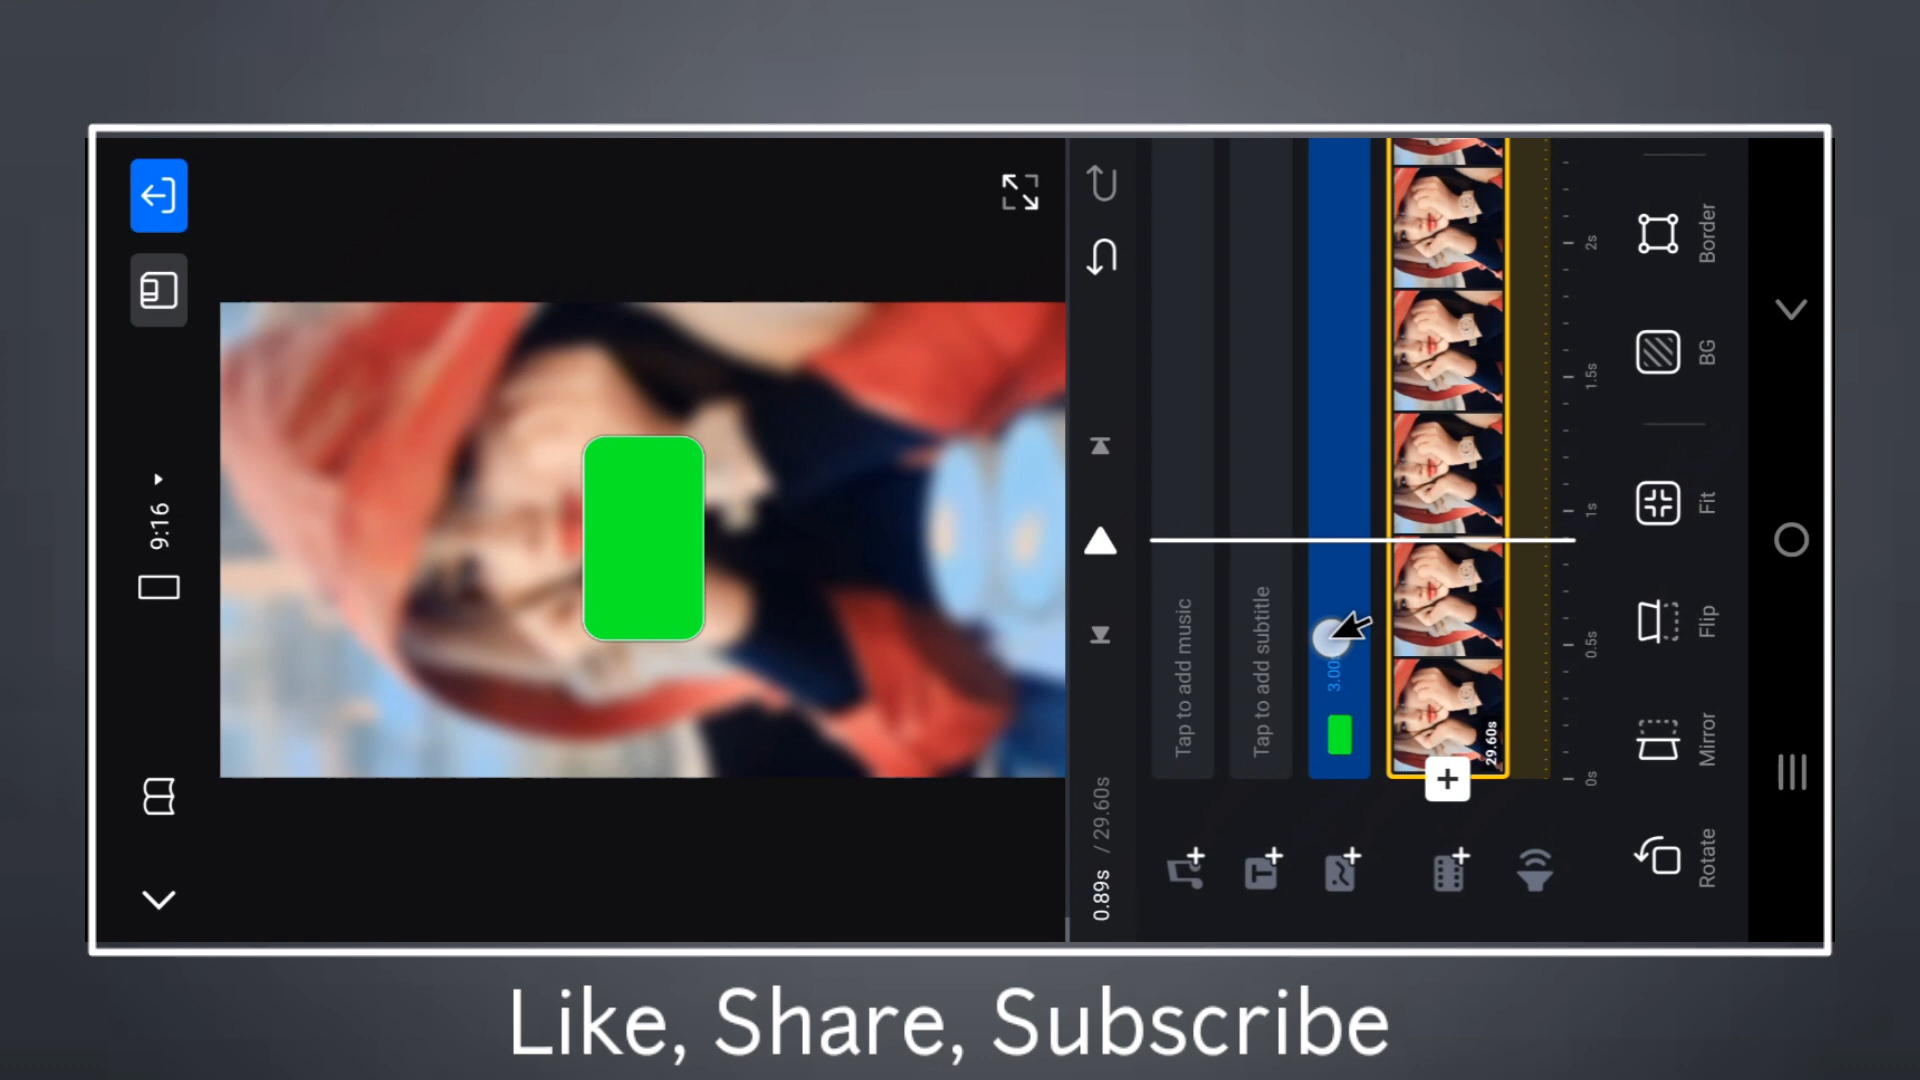 9:16
0.89s / 29.60s
Tap to add music
Tap to add subtitle
3.00s
29.60s
0s
0.5s
1s
1.5s
2s
Rotate
Mirror
Flip
Fit
BG
Border
Like, Share, Subscribe